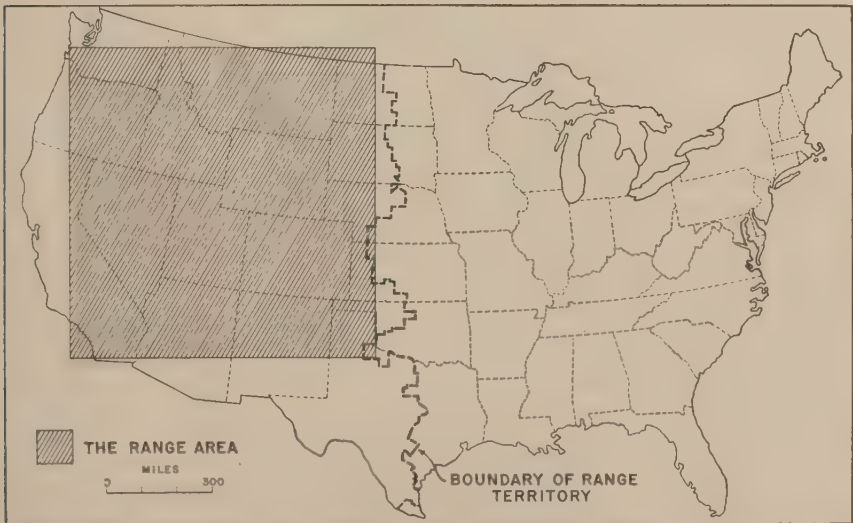 THE RANGE AREA
MILES
0 300
BOUNDARY OF RANGE
TERRITORY